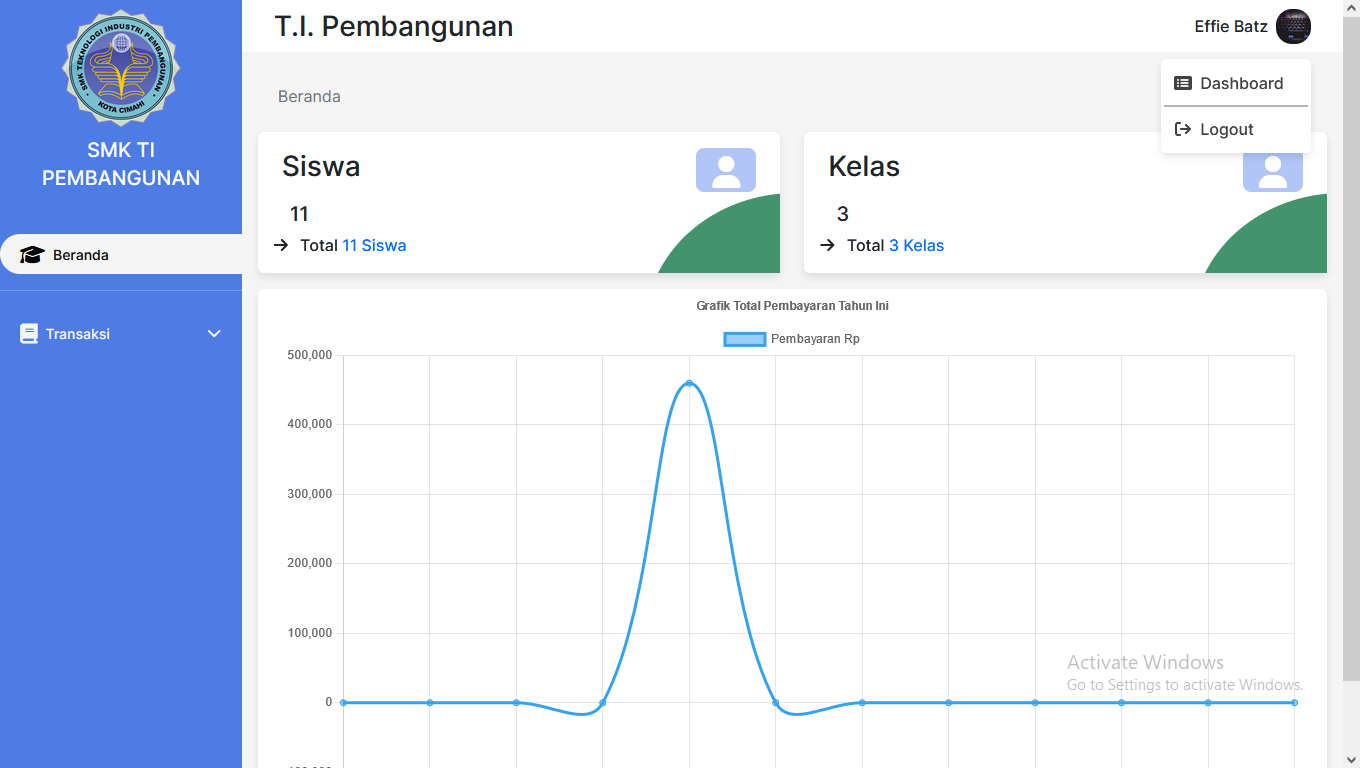 SMK TEKNOLOGI INDUSTRI PEMBANGUNAN
KOTA CIMAHI
SMK TI
PEMBANGUNAN
Beranda
Transaksi
T.I. Pembangunan
Effie Batz
Dashboard
Logout
Beranda
Siswa
11
Total 11 Siswa
Kelas
3
Total 3 Kelas
Grafik Total Pembayaran Tahun Ini
Pembayaran Rp
500,000
400,000
300,000
200,000
100,000
0
Activate Windows
Go to Settings to activate Windows.